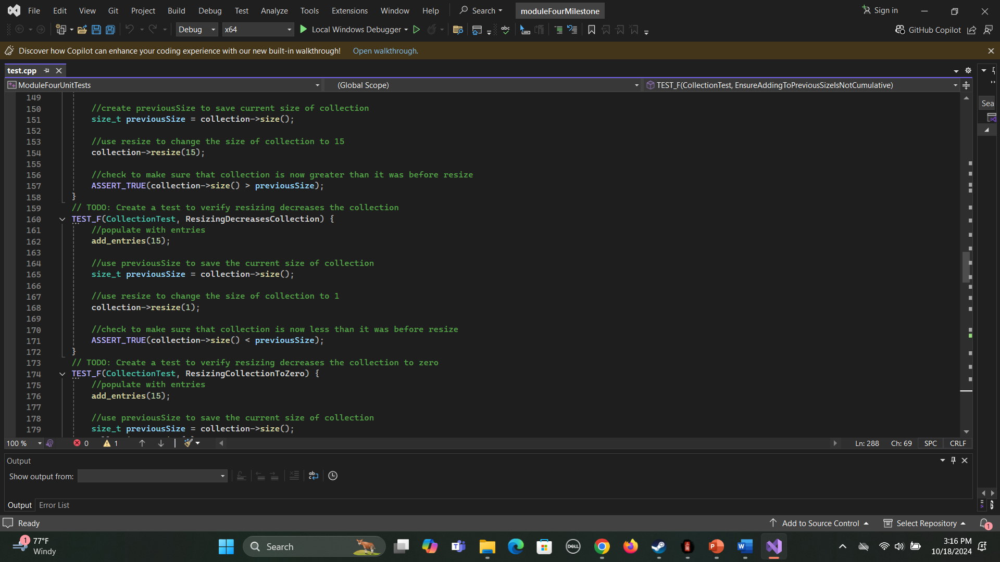 File Edit View Git Project Build Debug Test Analyze Tools Extensions Window Help Search moduleFourMilestone Sign in
Debug x64 Local Windows Debugger GitHub Copilot
Discover how Copilot can enhance your coding experience with our new built-in walkthrough! Open walkthrough.
test.cpp
ModuleFourUnitTests (Global Scope) TEST_F(CollectionTest, EnsureAddingToPreviousSizeIsNotCumulative)
Sea
149
150 //create previousSize to save current size of collection
151 size_t previousSize = collection->size();
152
153 //use resize to change the size of collection to 15
154 collection->resize(15);
155
156 //check to make sure that collection is now greater than it was before resize
157 ASSERT_TRUE(collection->size() > previousSize);
158 }
159 // TODO: Create a test to verify resizing decreases the collection
160 TEST_F(CollectionTest, ResizingDecreasesCollection) {
161 //populate with entries
162 add_entries(15);
163
164 //use previousSize to save the current size of collection
165 size_t previousSize = collection->size();
166
167 //use resize to change the size of collection to 1
168 collection->resize(1);
169
170 //check to make sure that collection is now less than it was before resize
171 ASSERT_TRUE(collection->size() < previousSize);
172 }
173 // TODO: Create a test to verify resizing decreases the collection to zero
174 TEST_F(CollectionTest, ResizingCollectionToZero) {
175 //populate with entries
176 add_entries(15);
177
178 //use previousSize to save the current size of collection
179 size_t previousSize = collection->size();
100 % 0 1 Ln: 288 Ch: 69 SPC CRLF
Output
Show output from:
Output Error List
Ready Add to Source Control Select Repository 1
1 77°F
Windy
Search
3:16 PM
10/18/2024